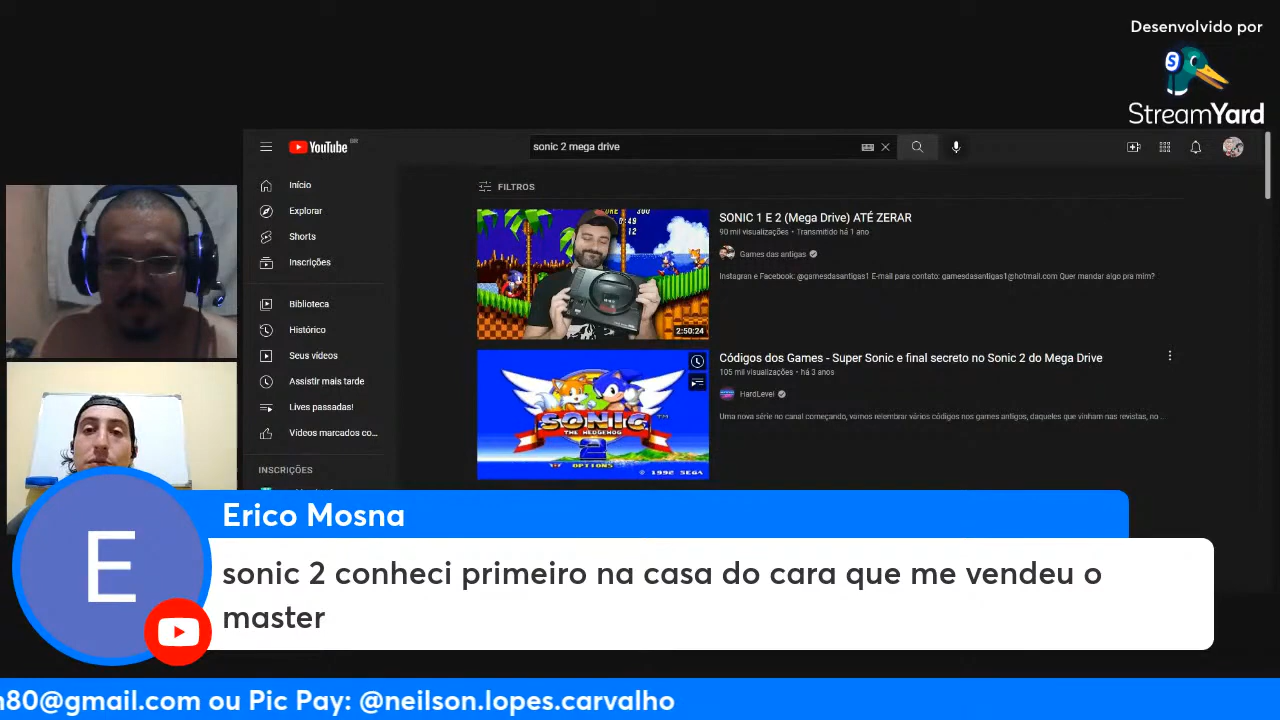 Desenvolvido por
StreamYard
YouTube BR
sonic 2 mega drive
Início
Explorar
Shorts
Inscrições
Biblioteca
Histórico
Seus vídeos
Assistir mais tarde
Lives passadas!
Vídeos marcados co...
INSCRIÇÕES
FILTROS
2:50:24
SONIC 1 E 2 (Mega Drive) ATÉ ZERAR
90 mil visualizações • Transmitido há 1 ano
Games das antigas
Instagran e Facebook: @gamesdasantigas1 E-mail para contato: gamesdasantigas1@hotmail.com Quer mandar algo pra mim?
SONIC
THE HEDGEHOG
2
OPTIONS
© 1992 SEGA
Códigos dos Games - Super Sonic e final secreto no Sonic 2 do Mega Drive
105 mil visualizações • há 3 anos
HardLevel
Uma nova série no canal começando, vamos relembrar vários códigos nos games antigos, daqueles que vinham nas revistas, no ...
E
Erico Mosna
sonic 2 conheci primeiro na casa do cara que me vendeu o
master
80@gmail.com ou Pic Pay: @neilson.lopes.carvalho